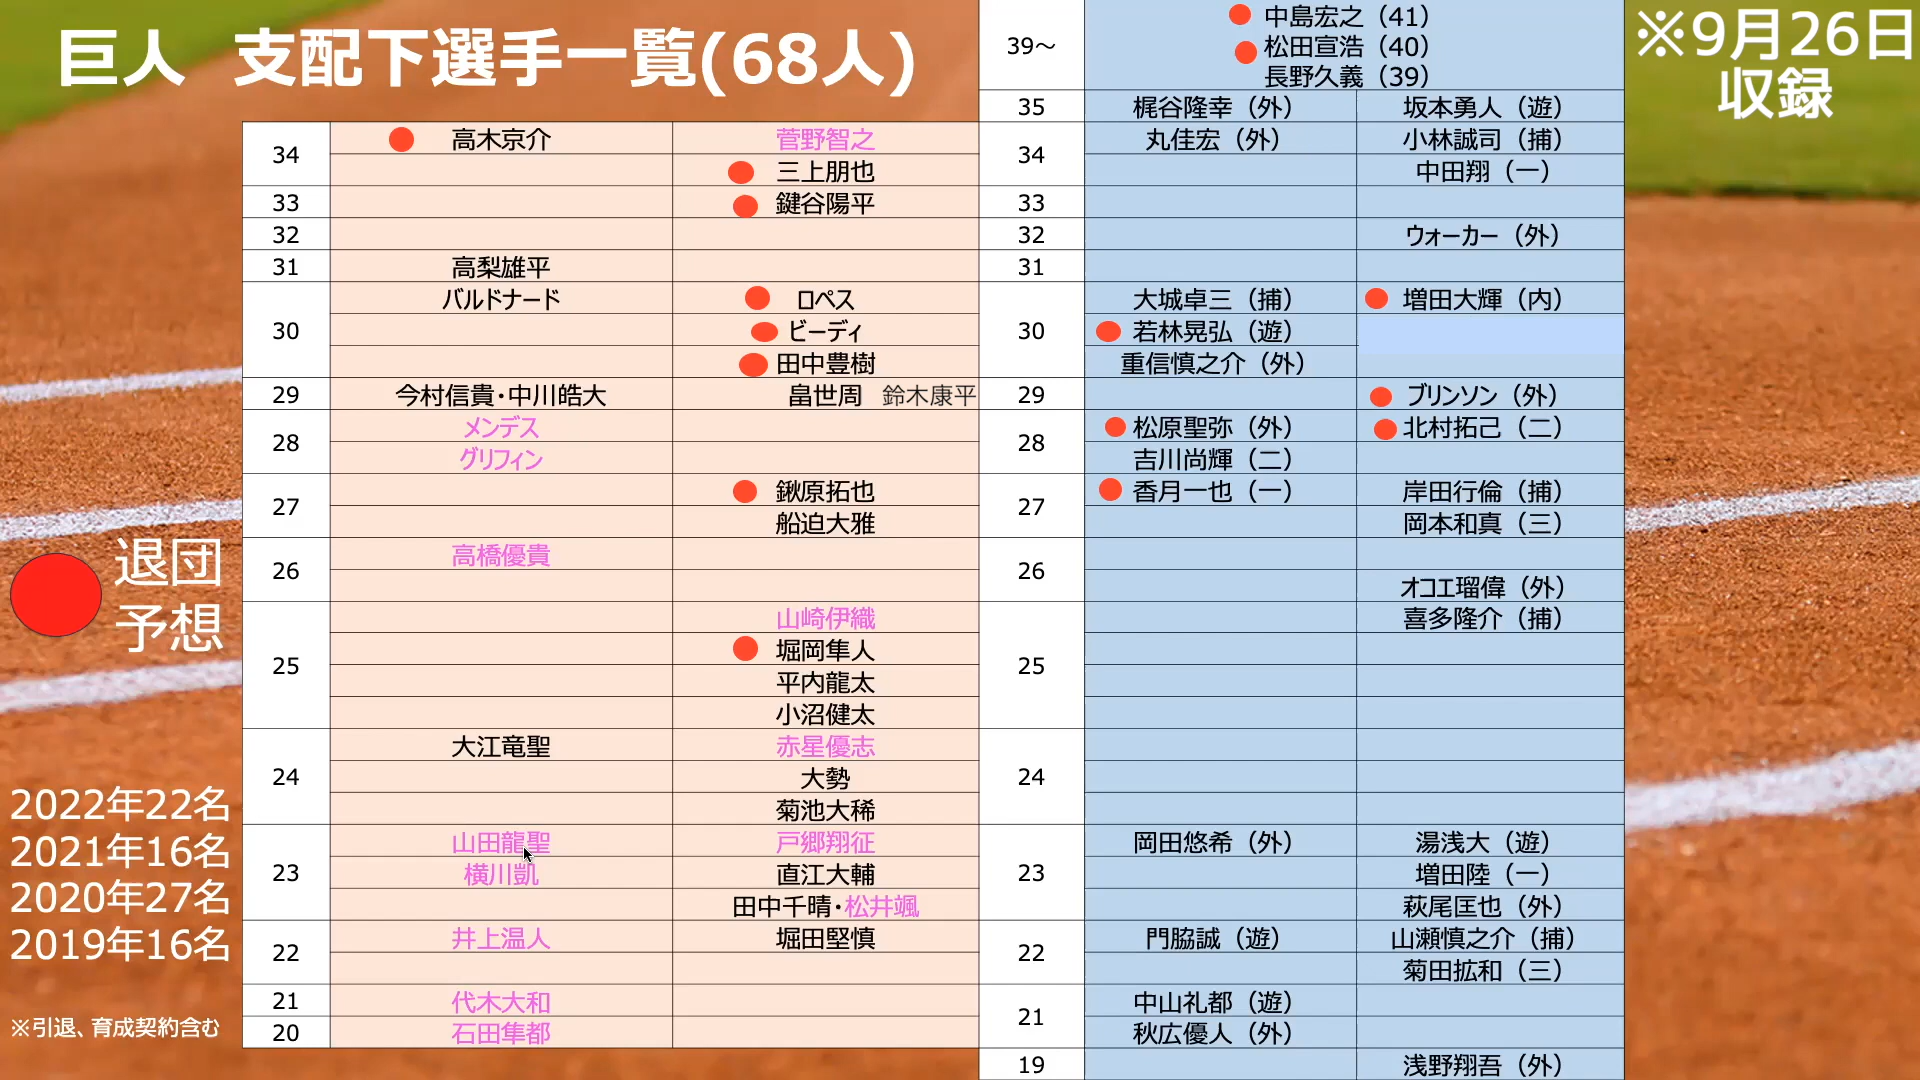 巨人 支配下選手一覧(68人)
※9月26日
収録
39～
中島宏之（41）
松田宣浩（40）
長野久義（39）
35 梶谷隆幸（外） 坂本勇人（遊）
34 高木京介 菅野智之
三上朋也
34 丸佳宏（外） 小林誠司（捕）
中田翔（一）
33 鍵谷陽平 33
32 32 ウォーカー（外）
31 高梨雄平 31
30 バルドナード ロペス
ビーディ
田中豊樹
30 大城卓三（捕） 増田大輝（内）
若林晃弘（遊）
重信慎之介（外）
29 今村信貴・中川皓大 畠世周 鈴木康平
29 ブリンソン（外）
28 メンデス
グリフィン
28 松原聖弥（外） 北村拓己（二）
吉川尚輝（二）
27 鍬原拓也
船迫大雅
27 香月一也（一） 岸田行倫（捕）
岡本和真（三）
26 高橋優貴
26 オコエ瑠偉（外）
25 山崎伊織
堀岡隼人
平内龍太
小沼健太
25 喜多隆介（捕）
24 大江竜聖 赤星優志
大勢
菊池大稀
24
23 山田龍聖 戸郷翔征
横川凱 直江大輔
田中千晴・松井颯
23 岡田悠希（外） 湯浅大（遊）
増田陸（一）
萩尾匡也（外）
22 井上温人 堀田堅慎
22 門脇誠（遊） 山瀬慎之介（捕）
菊田拡和（三）
21 代木大和
20 石田隼都
21 中山礼都（遊）
秋広優人（外）
19 浅野翔吾（外）
退団
予想
2022年22名
2021年16名
2020年27名
2019年16名
※引退、育成契約含む